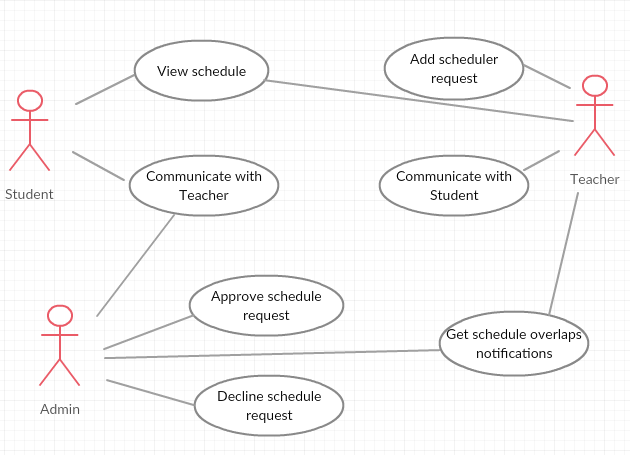 View schedule
Add scheduler
request
Student
Communicate with
Teacher
Communicate with
Student
Teacher
Approve schedule
request
Get schedule overlaps
notifications
Admin
Decline schedule
request